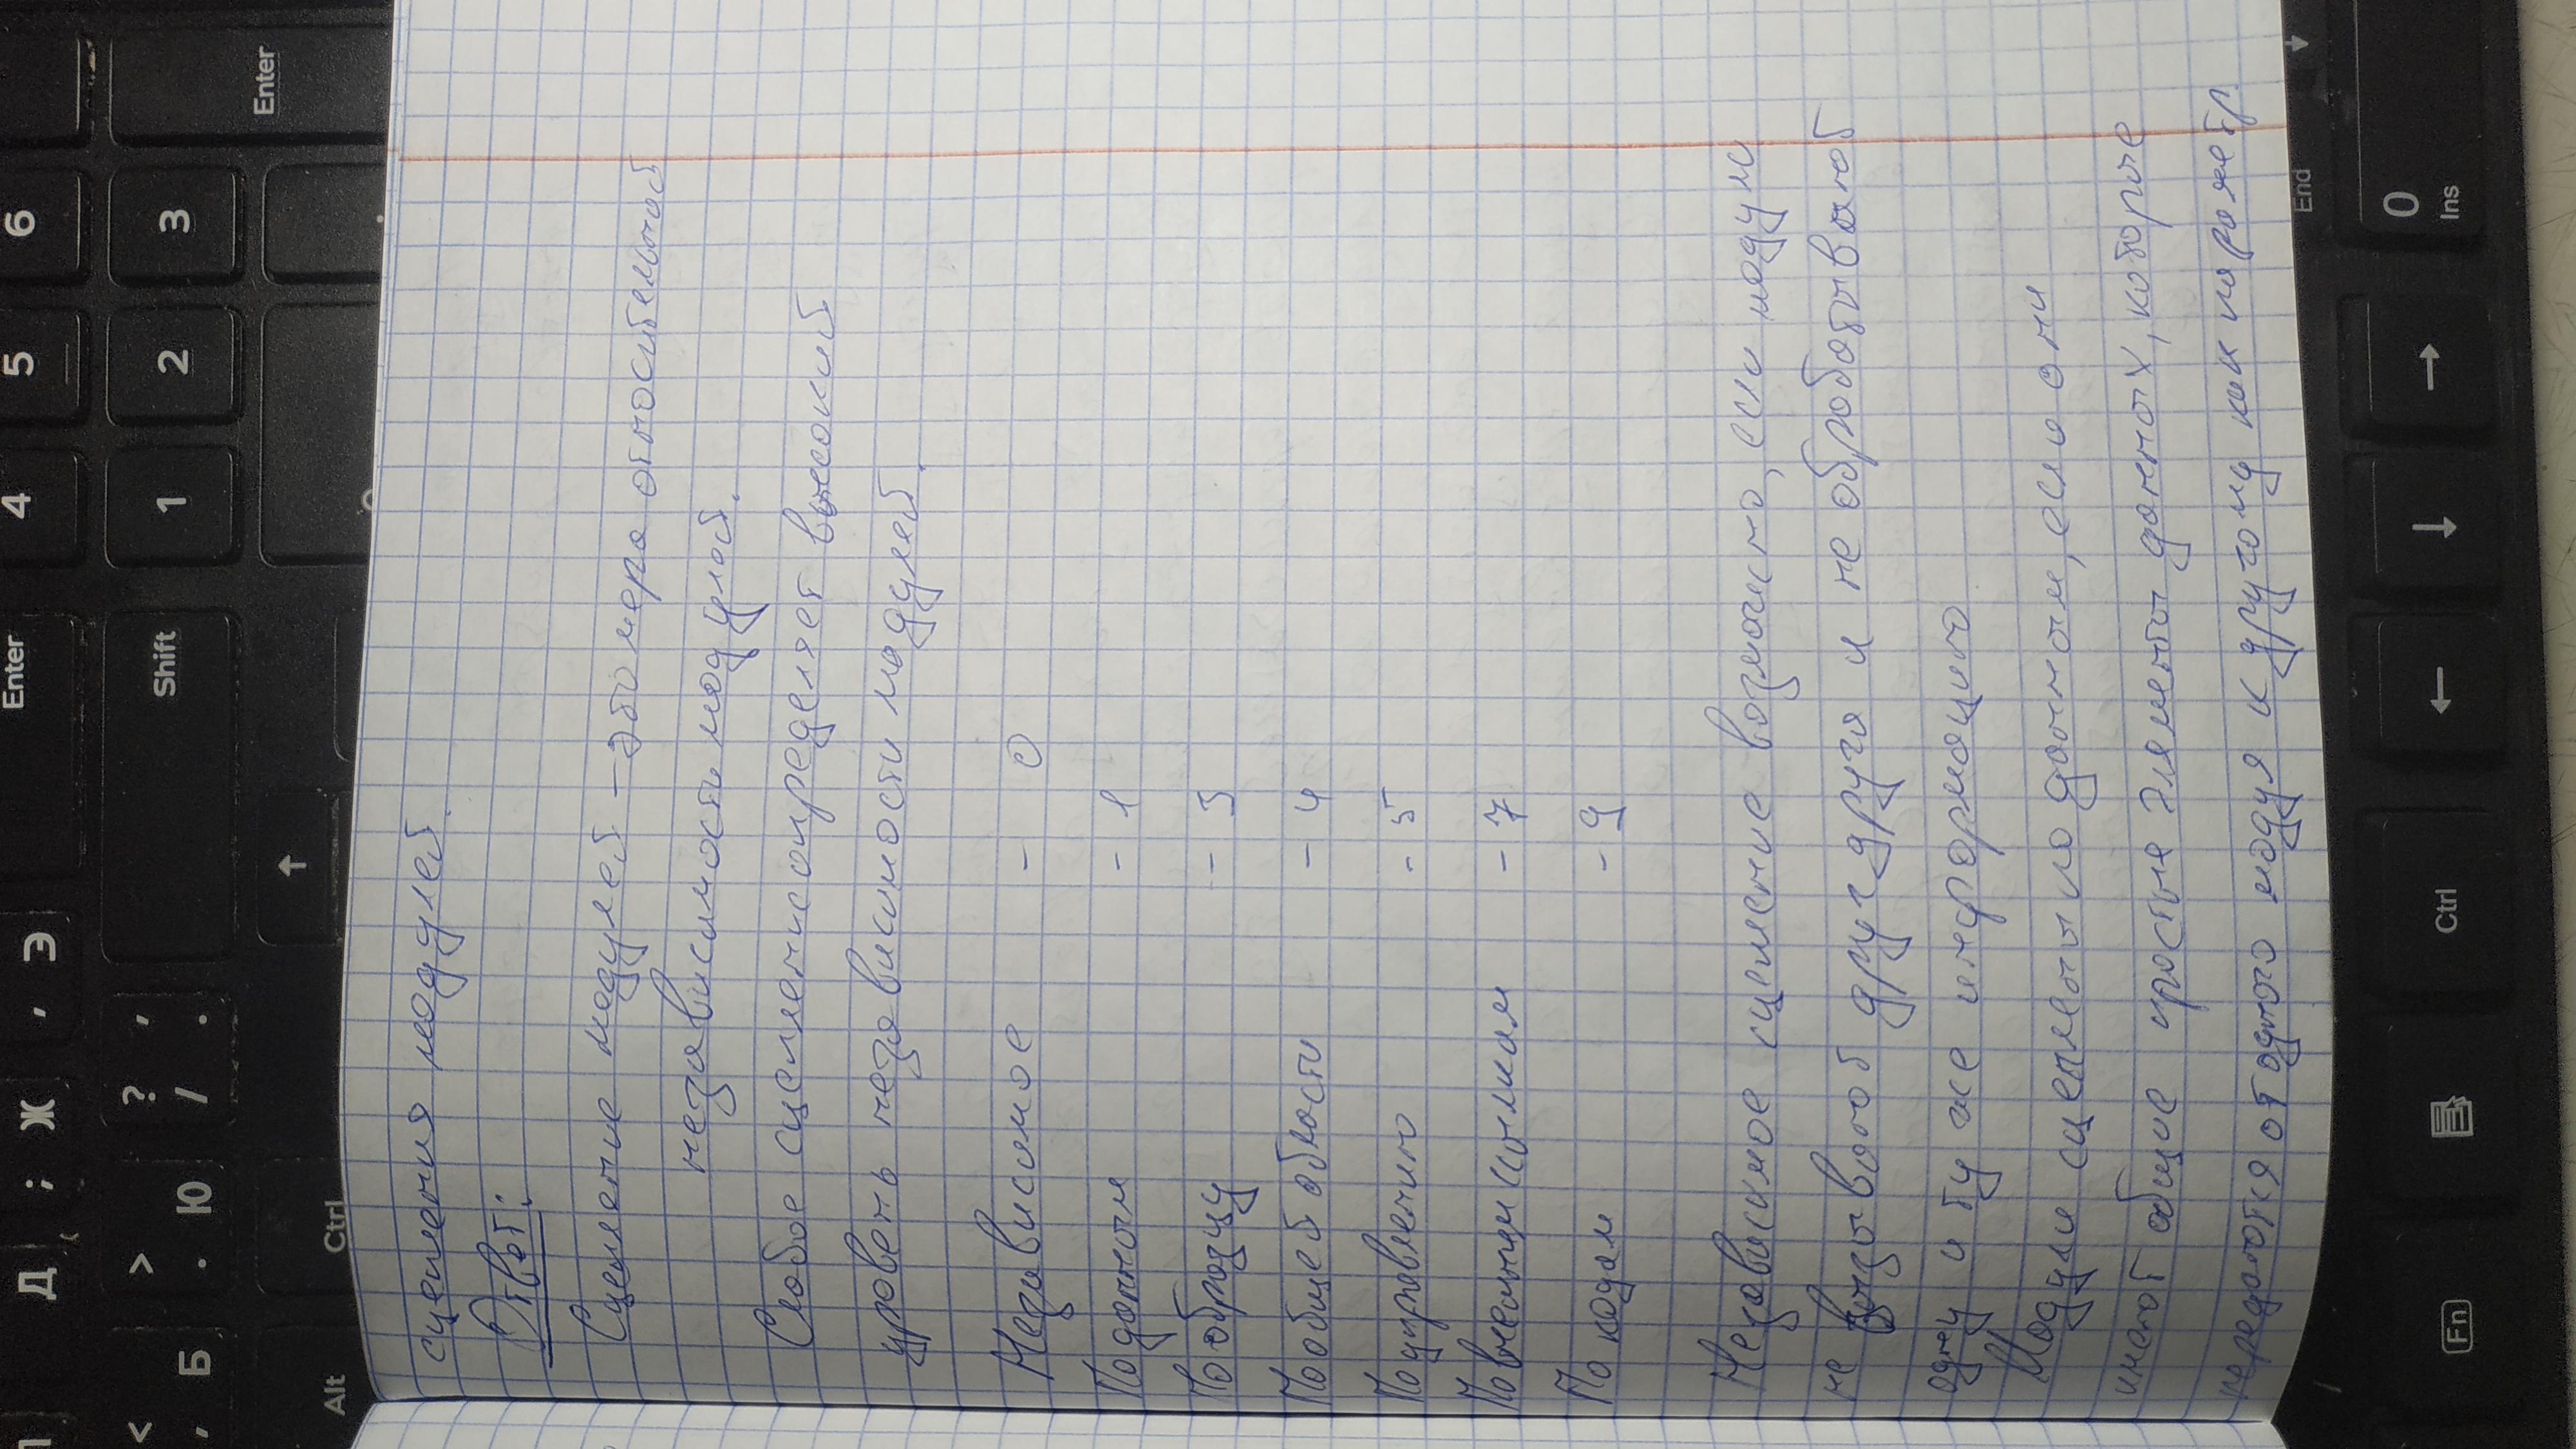 Д ; Ж , Э Enter 4 5 6
< > ? , Shift 1 2 3
, Б . Ю / . Enter
Alt Ctrl ↑
сцепления модулей.
Ответ:
Сцепление модулей – это мера относительной
независимости модулей.
Слабое сцепление определяет высокий
уровень независимости модулей.
Независимое – 0
По данным – 1
По образцу – 3
По общей области – 4
По управлению – 5
По внешним ссылкам – 7
По кодам – 9
Независимое сцепление возможно, если модули
не вызывают друг друга и не обрабатывают
одну и ту же информацию
Модули сцеплены по данным, если они
имеют общие простые элементы данных, которые
передаются от одного модуля к другому как параметр.
End ↓
Fn Ctrl ← ↓ → 0
Ins